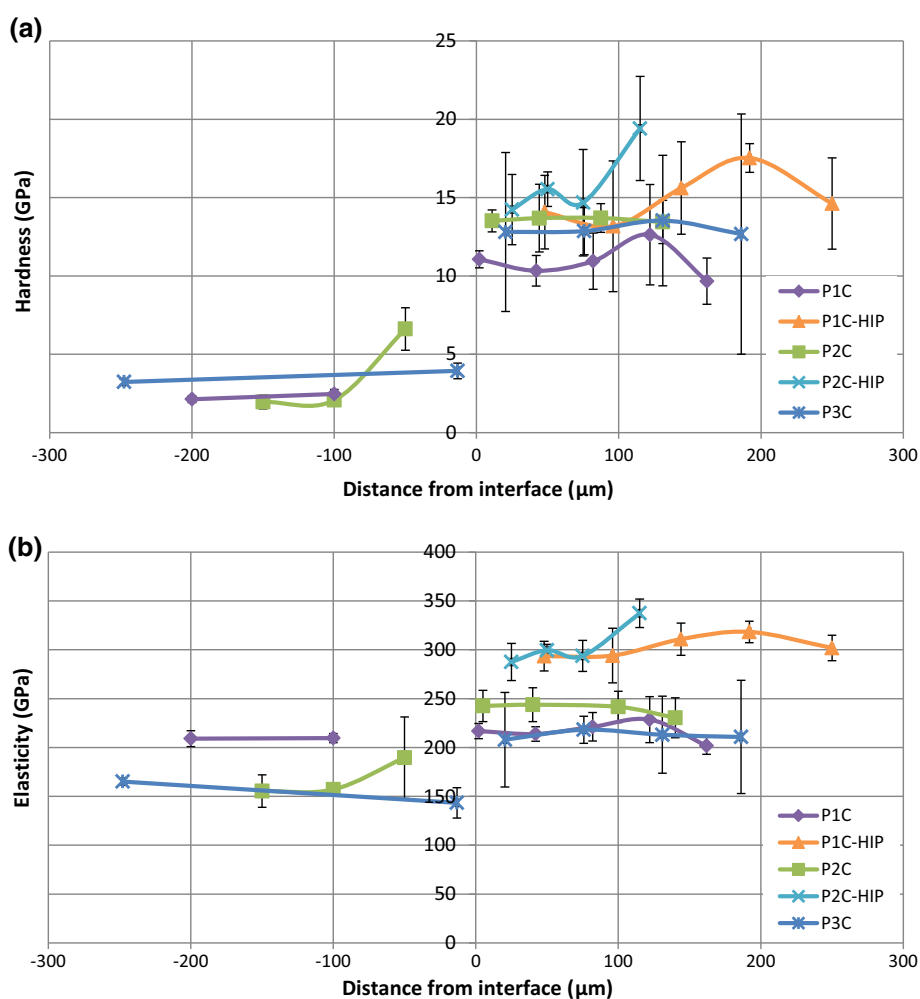 (a)
Hardness (GPa)
25
20
15
10
5
0
-300 -200 -100 0 100 200 300
Distance from interface (µm)
P1C
P1C-HIP
P2C
P2C-HIP
P3C
(b)
Elasticity (GPa)
400
350
300
250
200
150
100
50
0
-300 -200 -100 0 100 200 300
Distance from interface (µm)
P1C
P1C-HIP
P2C
P2C-HIP
P3C